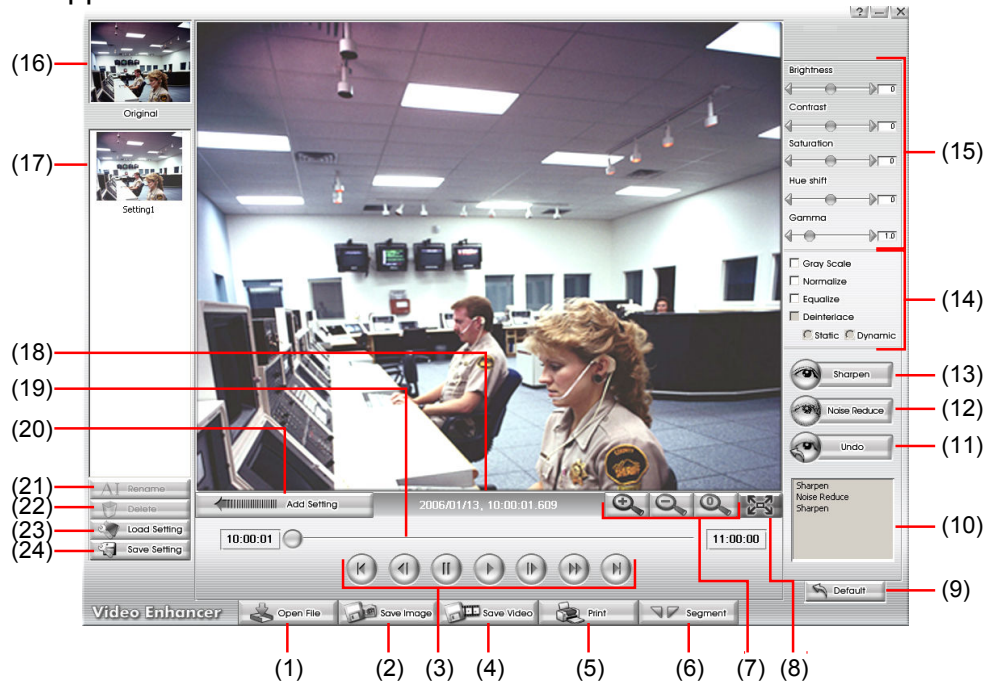 ? — X
(16)
Original
(17)
Setting1
Brightness
0
Contrast
0
Saturation
0
Hue shift
0
Gamma
1.0
(15)
Gray Scale
Normalize
Equalize
Deinterlace
Static Dynamic
(14)
(18)
(19)
(20)
Sharpen
(13)
Noise Reduce
(12)
Undo
(11)
COUNTY
SHERIFF
(21)
AI Rename
(22)
Delete
(23)
Load Setting
(24)
Save Setting
Add Setting
2006/01/13, 10:00:01.609
0
Sharpen
Noise Reduce
Sharpen
(10)
10:00:01
11:00:00
Default
(9)
Video Enhancer
Open File
Save Image
Save Video
Print
Segment
(1) (2) (3) (4) (5) (6) (7) (8)